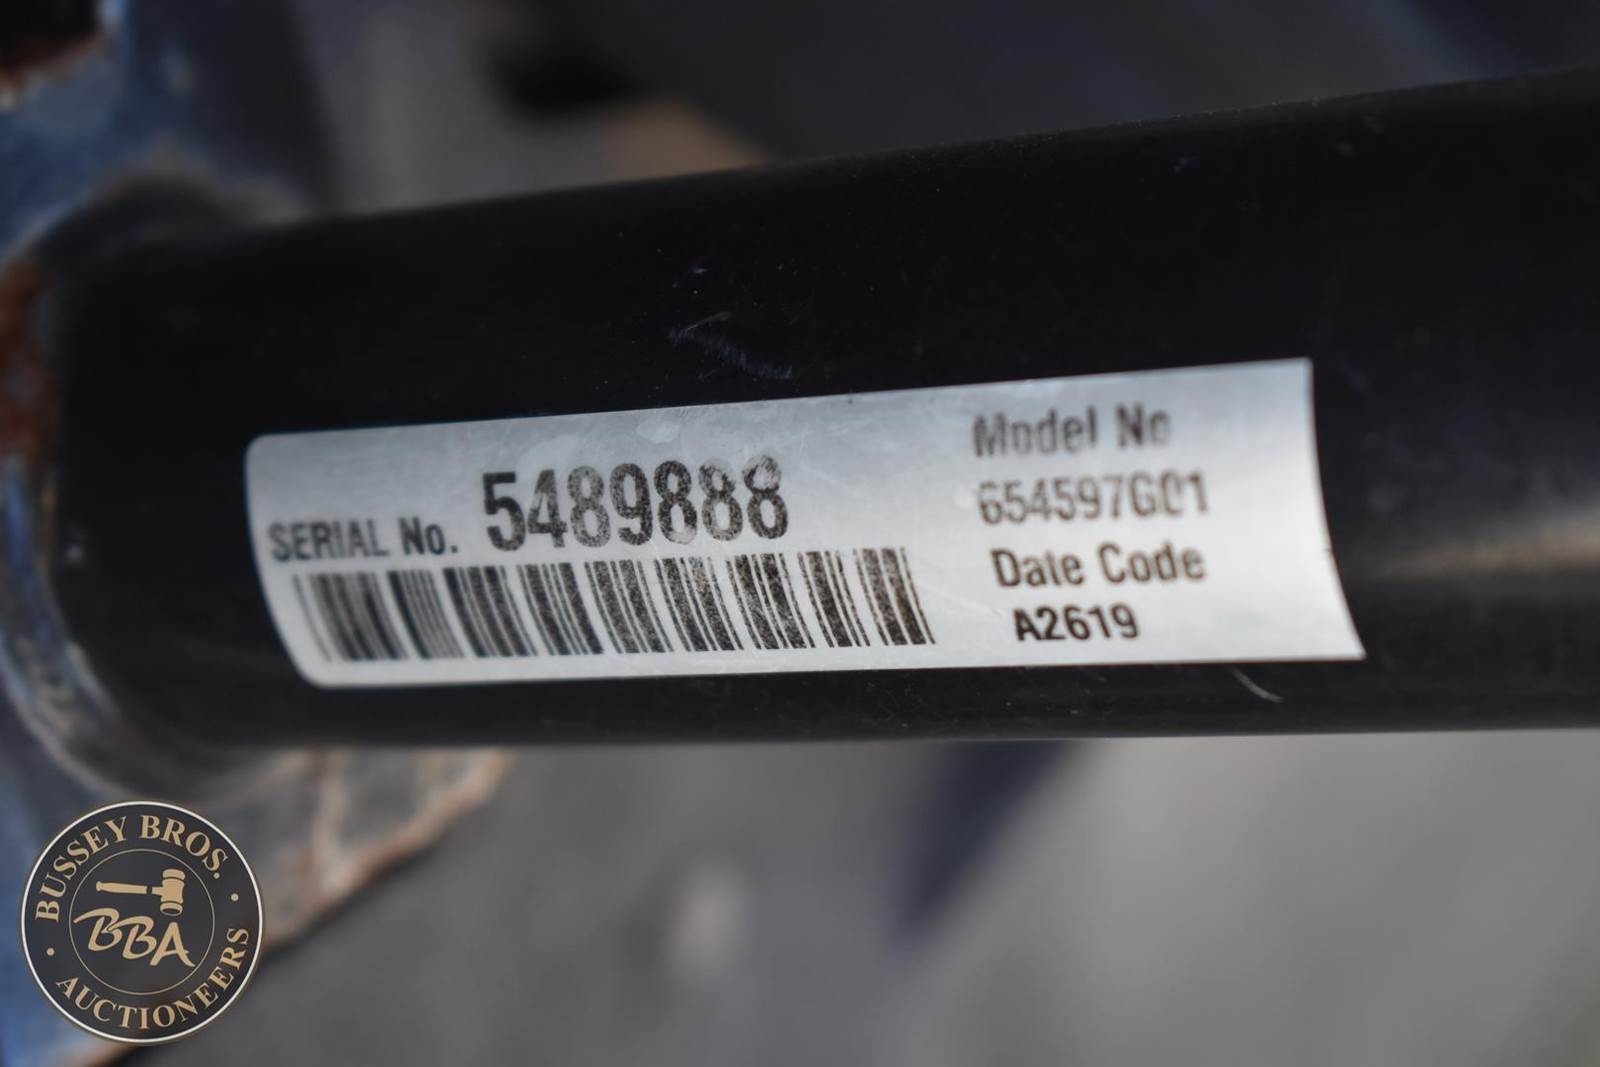 SERIAL No. 5489888
Model No
654597G01
Date Code
A2619
BUSSEY BROS.
BBA
AUCTIONEERS